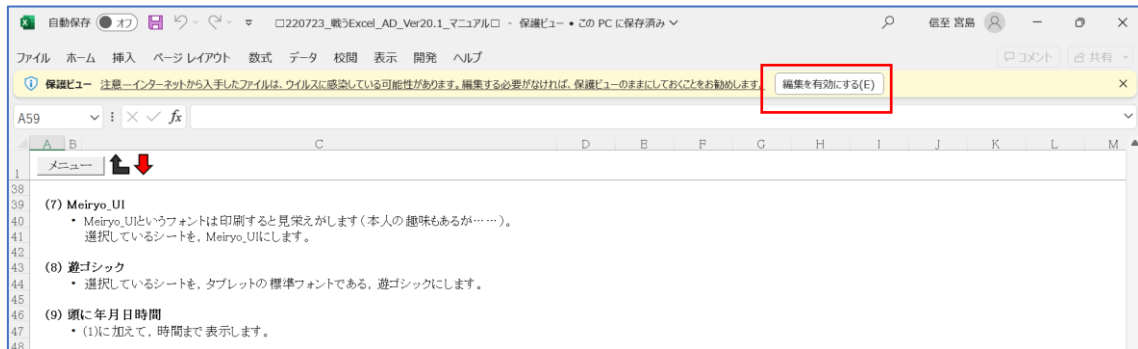 自動保存 オフ □220723_戦うExcel_AD_Ver20.1_マニュアル□ - 保護ビュー • この PC に保存済み 信至 宮島
ファイル ホーム 挿入 ページ レイアウト 数式 データ 校閲 表示 開発 ヘルプ コメント 共有
保護ビュー 注意—インターネットから入手したファイルは、ウイルスに感染している可能性があります。編集する必要がなければ、保護ビューのままにしておくことをお勧めします。 編集を有効にする(E)
A59 fx
A B C D E F G H I J K L M
1 メニュー
38
39 (7) Meiryo_UI
40 • Meiryo_UIというフォントは印刷すると見栄えがします(本人の趣味もあるが……)。
41 選択しているシートを, Meiryo_UIにします。
42
43 (8) 遊ゴシック
44 • 選択しているシートを, タブレットの標準フォントである, 遊ゴシックにします。
45
46 (9) 頭に年月日時間
47 • (1)に加えて, 時間まで表示します。
48